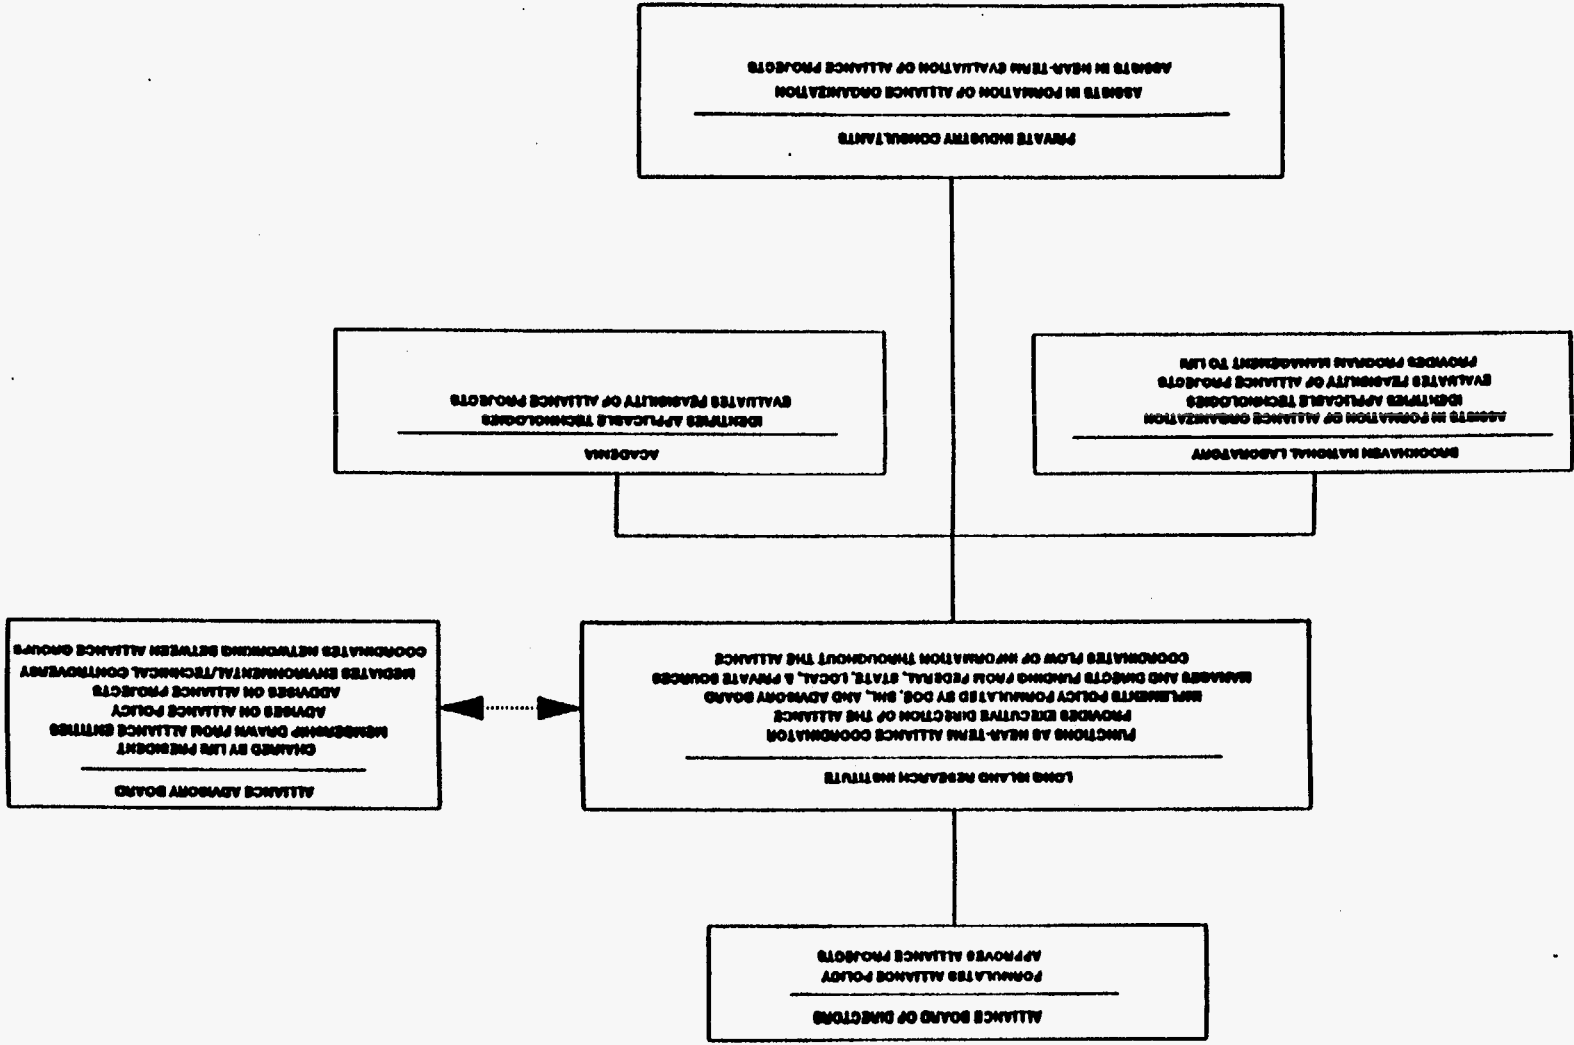 ALLIANCE BOARD OF DIRECTORS
FORMULATES ALLIANCE POLICY
APPROVES ALLIANCE PROJECTS
LONG ISLAND RESEARCH INSTITUTE
FUNCTIONS AS NEAR-TERM ALLIANCE COORDINATOR
PROVIDES EXECUTIVE DIRECTION OF THE ALLIANCE
IMPLEMENTS POLICY FORMULATED BY DOE, BNL, AND ADVISORY BOARD
MANAGES AND DIRECTS FUNDING FROM FEDERAL, STATE, LOCAL, & PRIVATE SOURCES
COORDINATES FLOW OF INFORMATION THROUGHOUT THE ALLIANCE
ALLIANCE ADVISORY BOARD
CHAIRED BY LIRI PRESIDENT
MEMBERSHIP DRAWN FROM ALLIANCE ENTITIES
ADVISES ON ALLIANCE POLICY
ADDVISES ON ALLIANCE PROJECTS
MEDIATES ENVIRONMENTAL/TECHNICAL CONTROVERSY
COORDINATES NETWORKING BETWEEN ALLIANCE GROUPS
BROOKHAVEN NATIONAL LABORATORY
ASSISTS IN FORMATION OF ALLIANCE ORGANIZATION
IDENTIFIES APPLICABLE TECHNOLOGIES
EVALUATES FEASIBILITY OF ALLIANCE PROJECTS
PROVIDES PROGRAM MANAGEMENT TO LIRI
ACADEMIA
IDENTIFIES APPLICABLE TECHNOLOGIES
EVALUATES FEASIBILITY OF ALLIANCE PROJECTS
PRIVATE INDUSTRY CONSULTANTS
ASSISTS IN FORMATION OF ALLIANCE ORGANIZATION
ASSISTS IN NEAR-TERM EVALUATION OF ALLIANCE PROJECTS